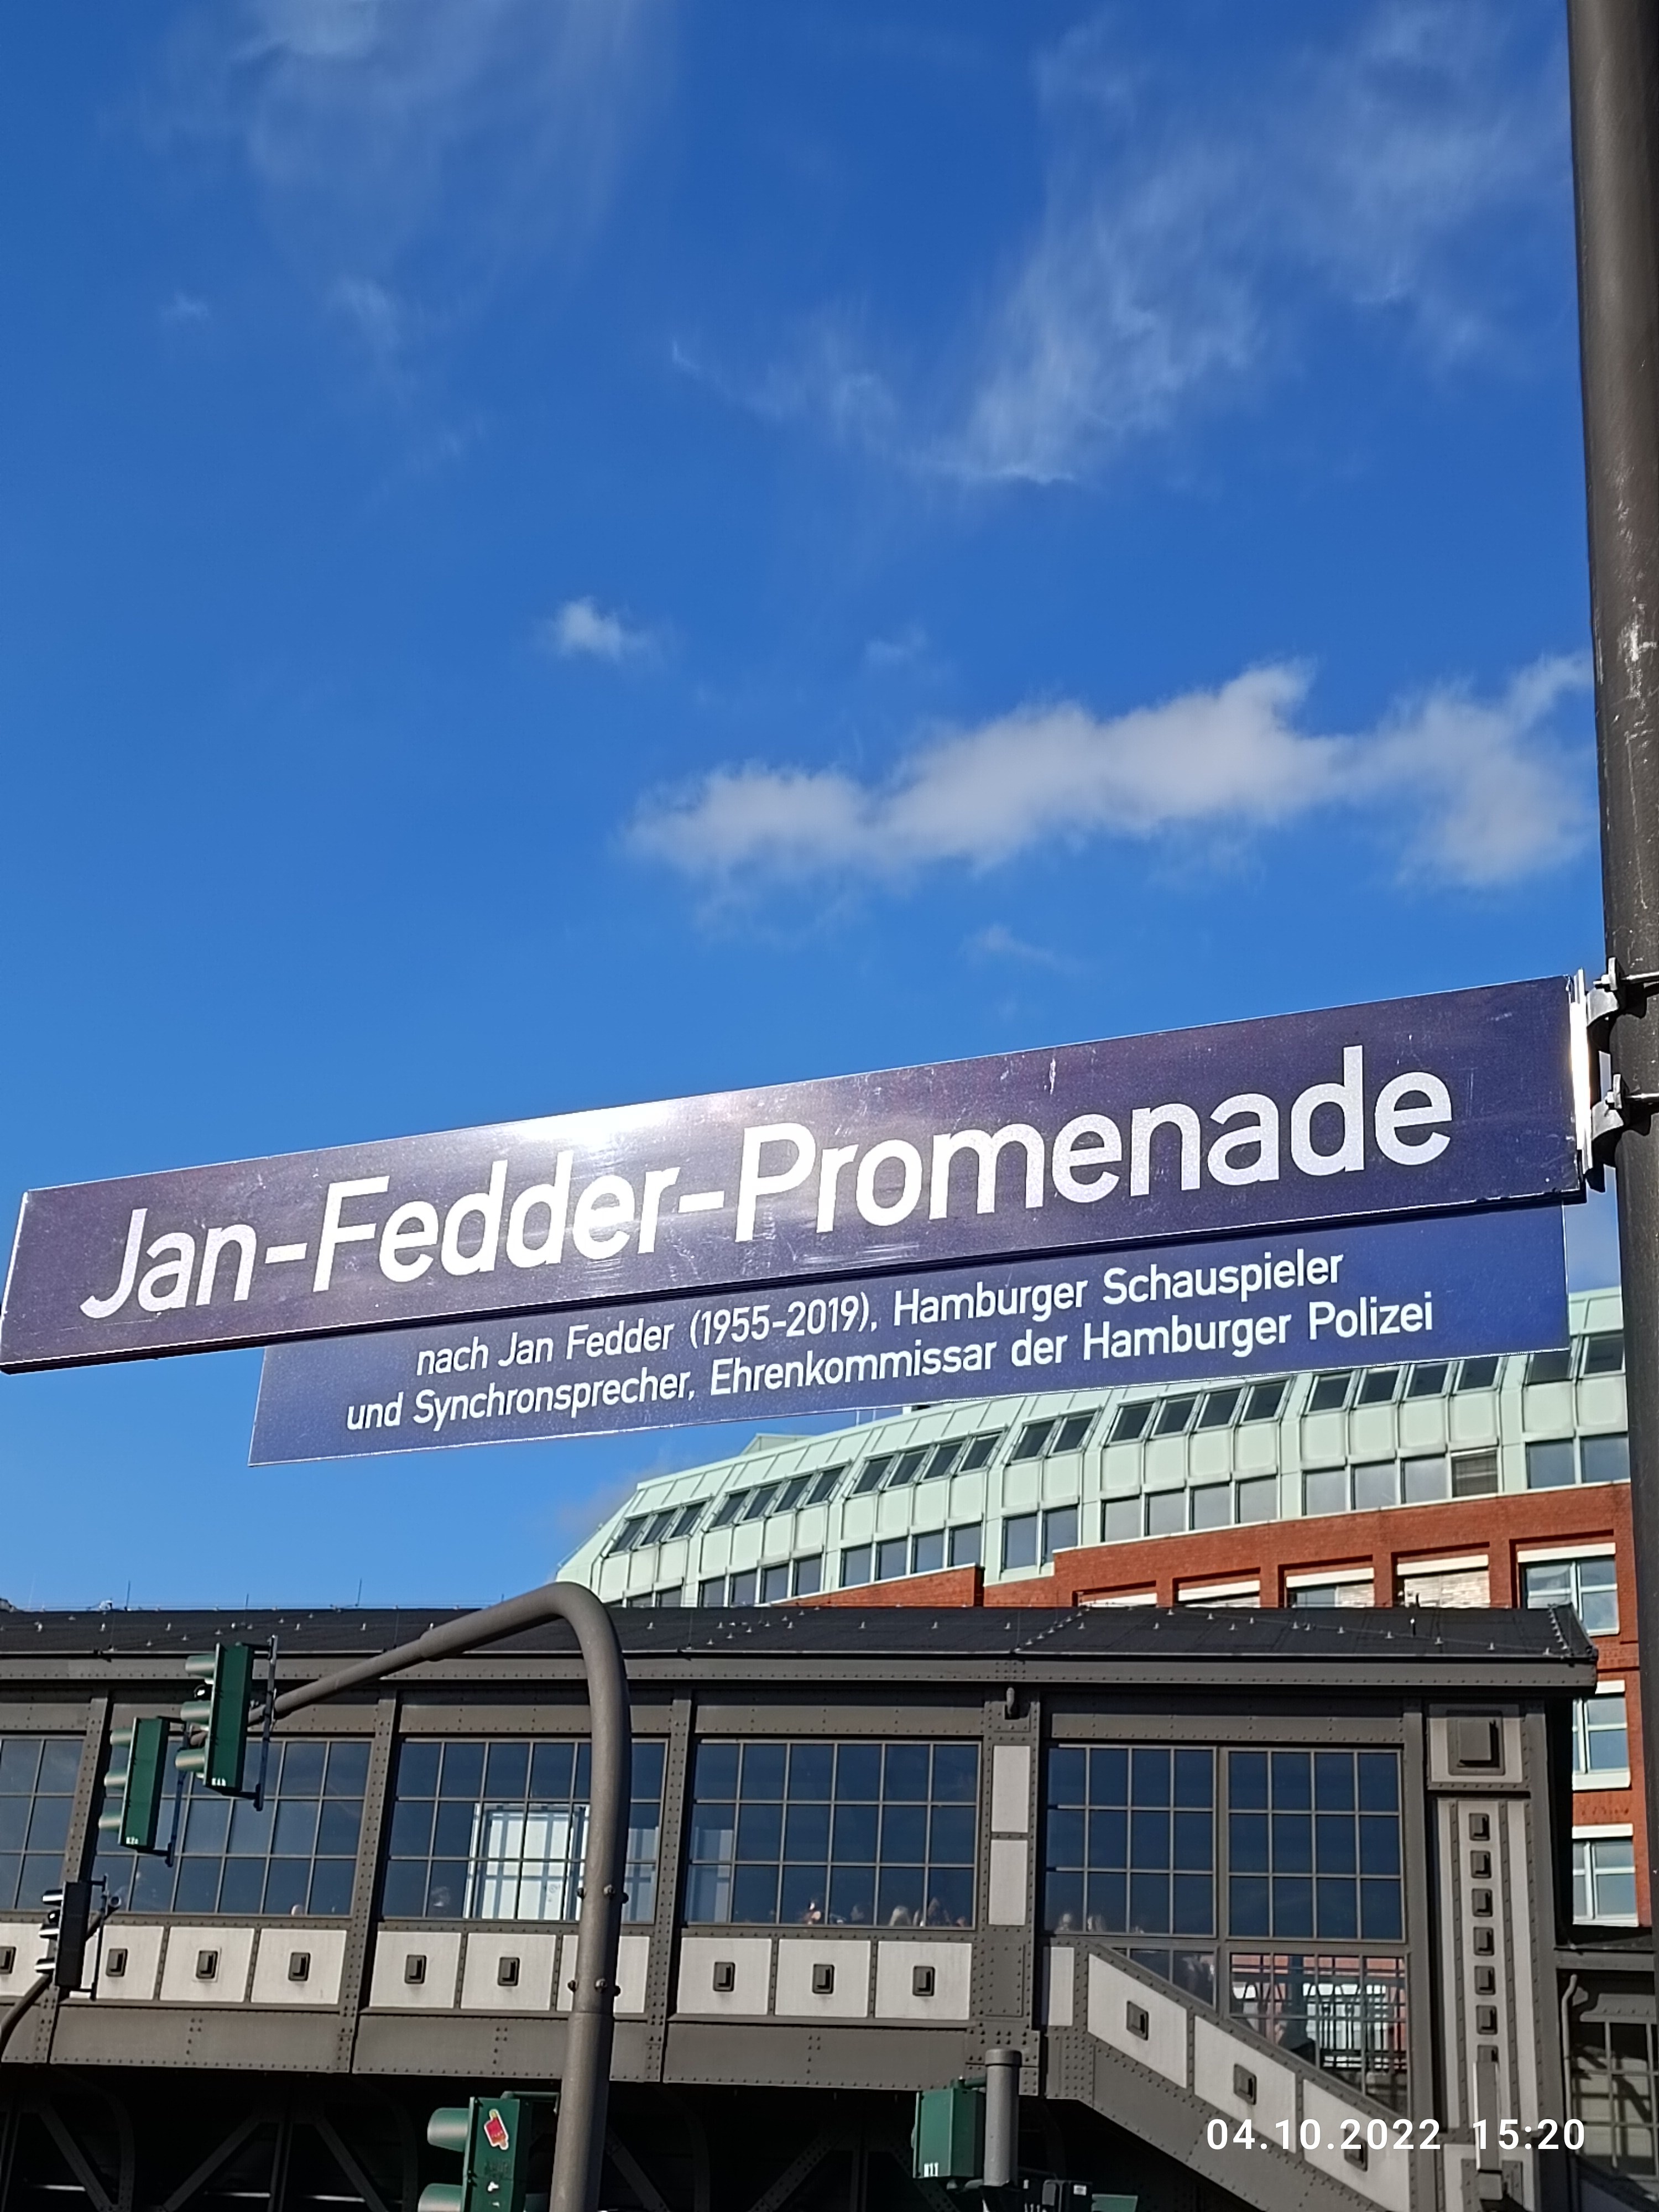 Jan-Fedder-Promenade
nach Jan Fedder (1955-2019), Hamburger Schauspieler
und Synchronsprecher, Ehrenkommissar der Hamburger Polizei
04.10.2022 15:20